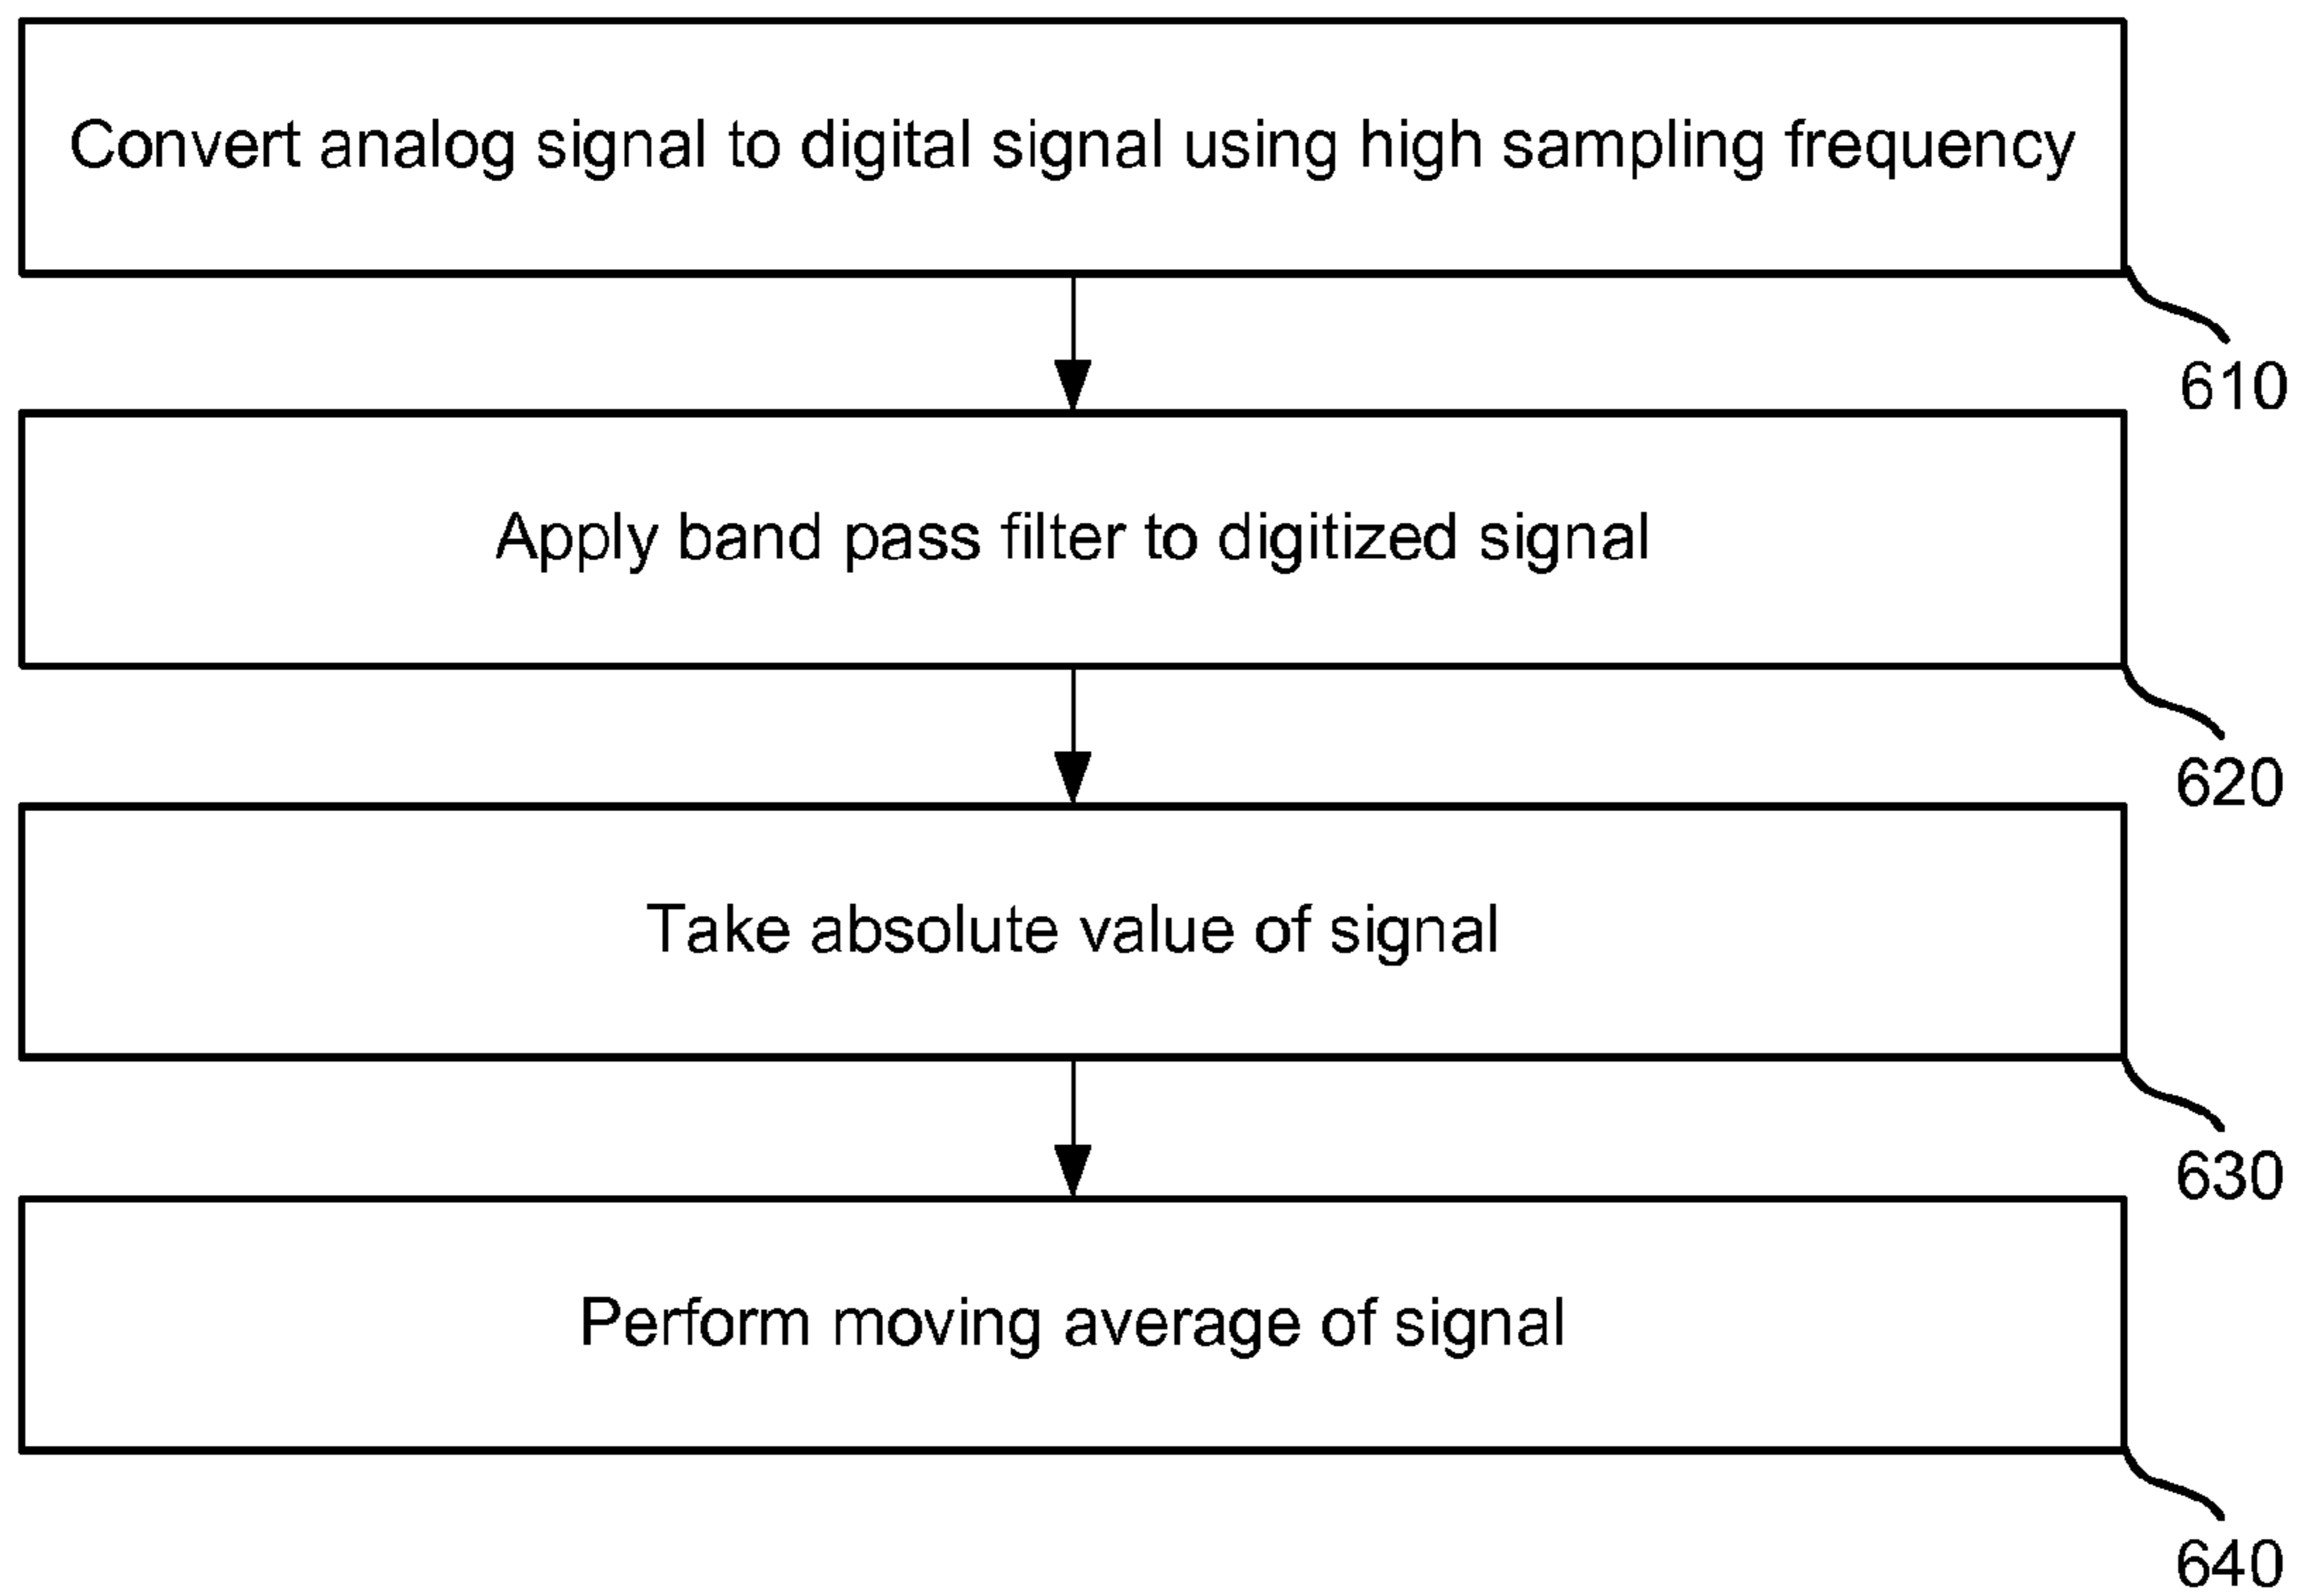 Convert analog signal to digital signal using high sampling frequency
610
Apply band pass filter to digitized signal
620
Take absolute value of signal
630
Perform moving average of signal
640